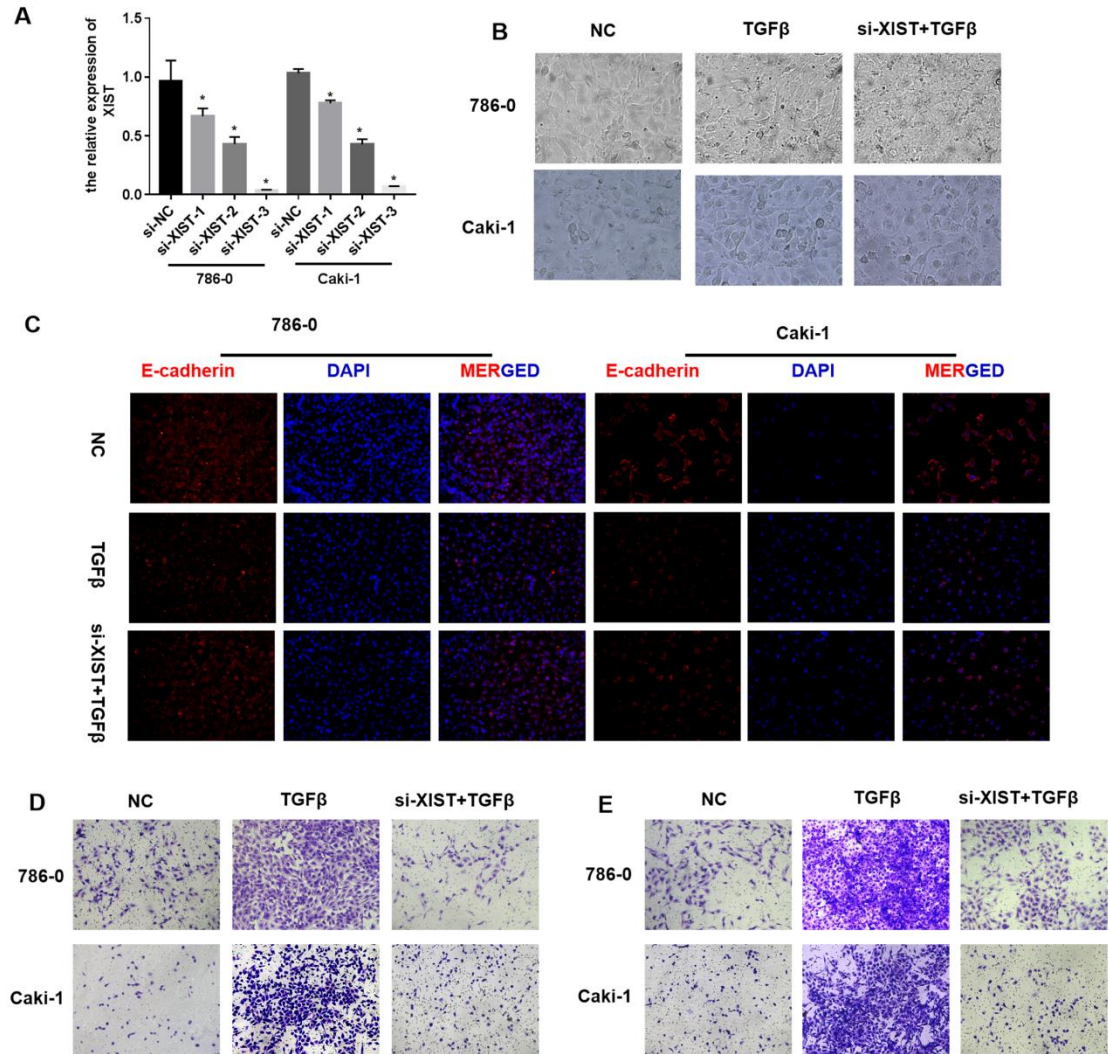 A
the relative expression of
XIST
1.5
1.0
0.5
0.0
* * * * * *
si-NC
si-XIST-1
si-XIST-2
si-XIST-3
si-NC
si-XIST-1
si-XIST-2
si-XIST-3
786-0
Caki-1
B
NC TGFβ si-XIST+TGFβ
786-0
Caki-1
C
786-0 Caki-1
E-cadherin DAPI MERGED E-cadherin DAPI MERGED
NC
TGFβ
si-XIST+TGFβ
D
NC TGFβ si-XIST+TGFβ
786-0
Caki-1
E
NC TGFβ si-XIST+TGFβ
786-0
Caki-1